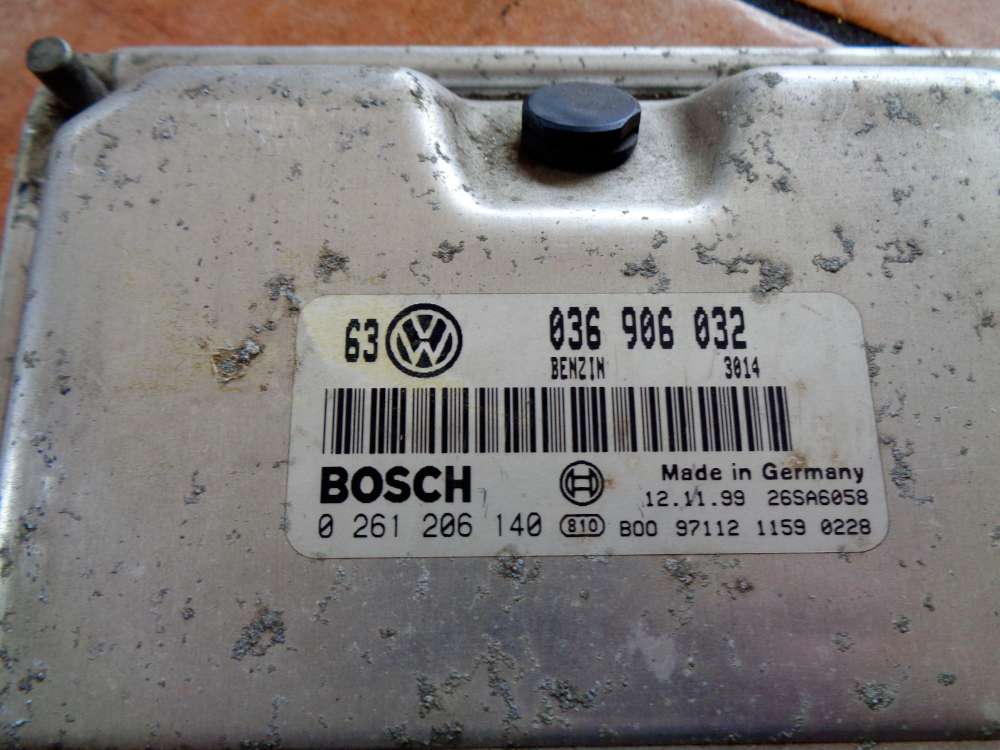 63 VW 036 906 032
BENZIN 3014
BOSCH Made in Germany
12.11.99 26SA6058
0 261 206 140 810 B00 97112 1159 0228